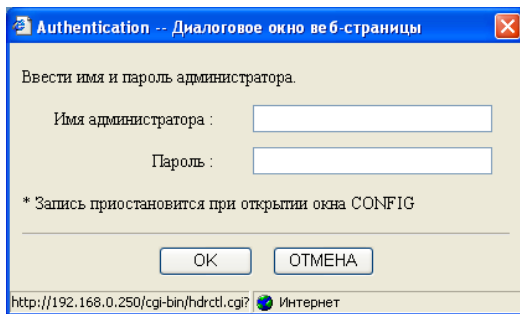 Authentication -- Диалоговое окно веб-страницы
Ввести имя и пароль администратора.
Имя администратора :
Пароль :
* Запись приостановится при открытии окна CONFIG
OK
ОТМЕНА
http://192.168.0.250/cgi-bin/hdrctl.cgi? Интернет